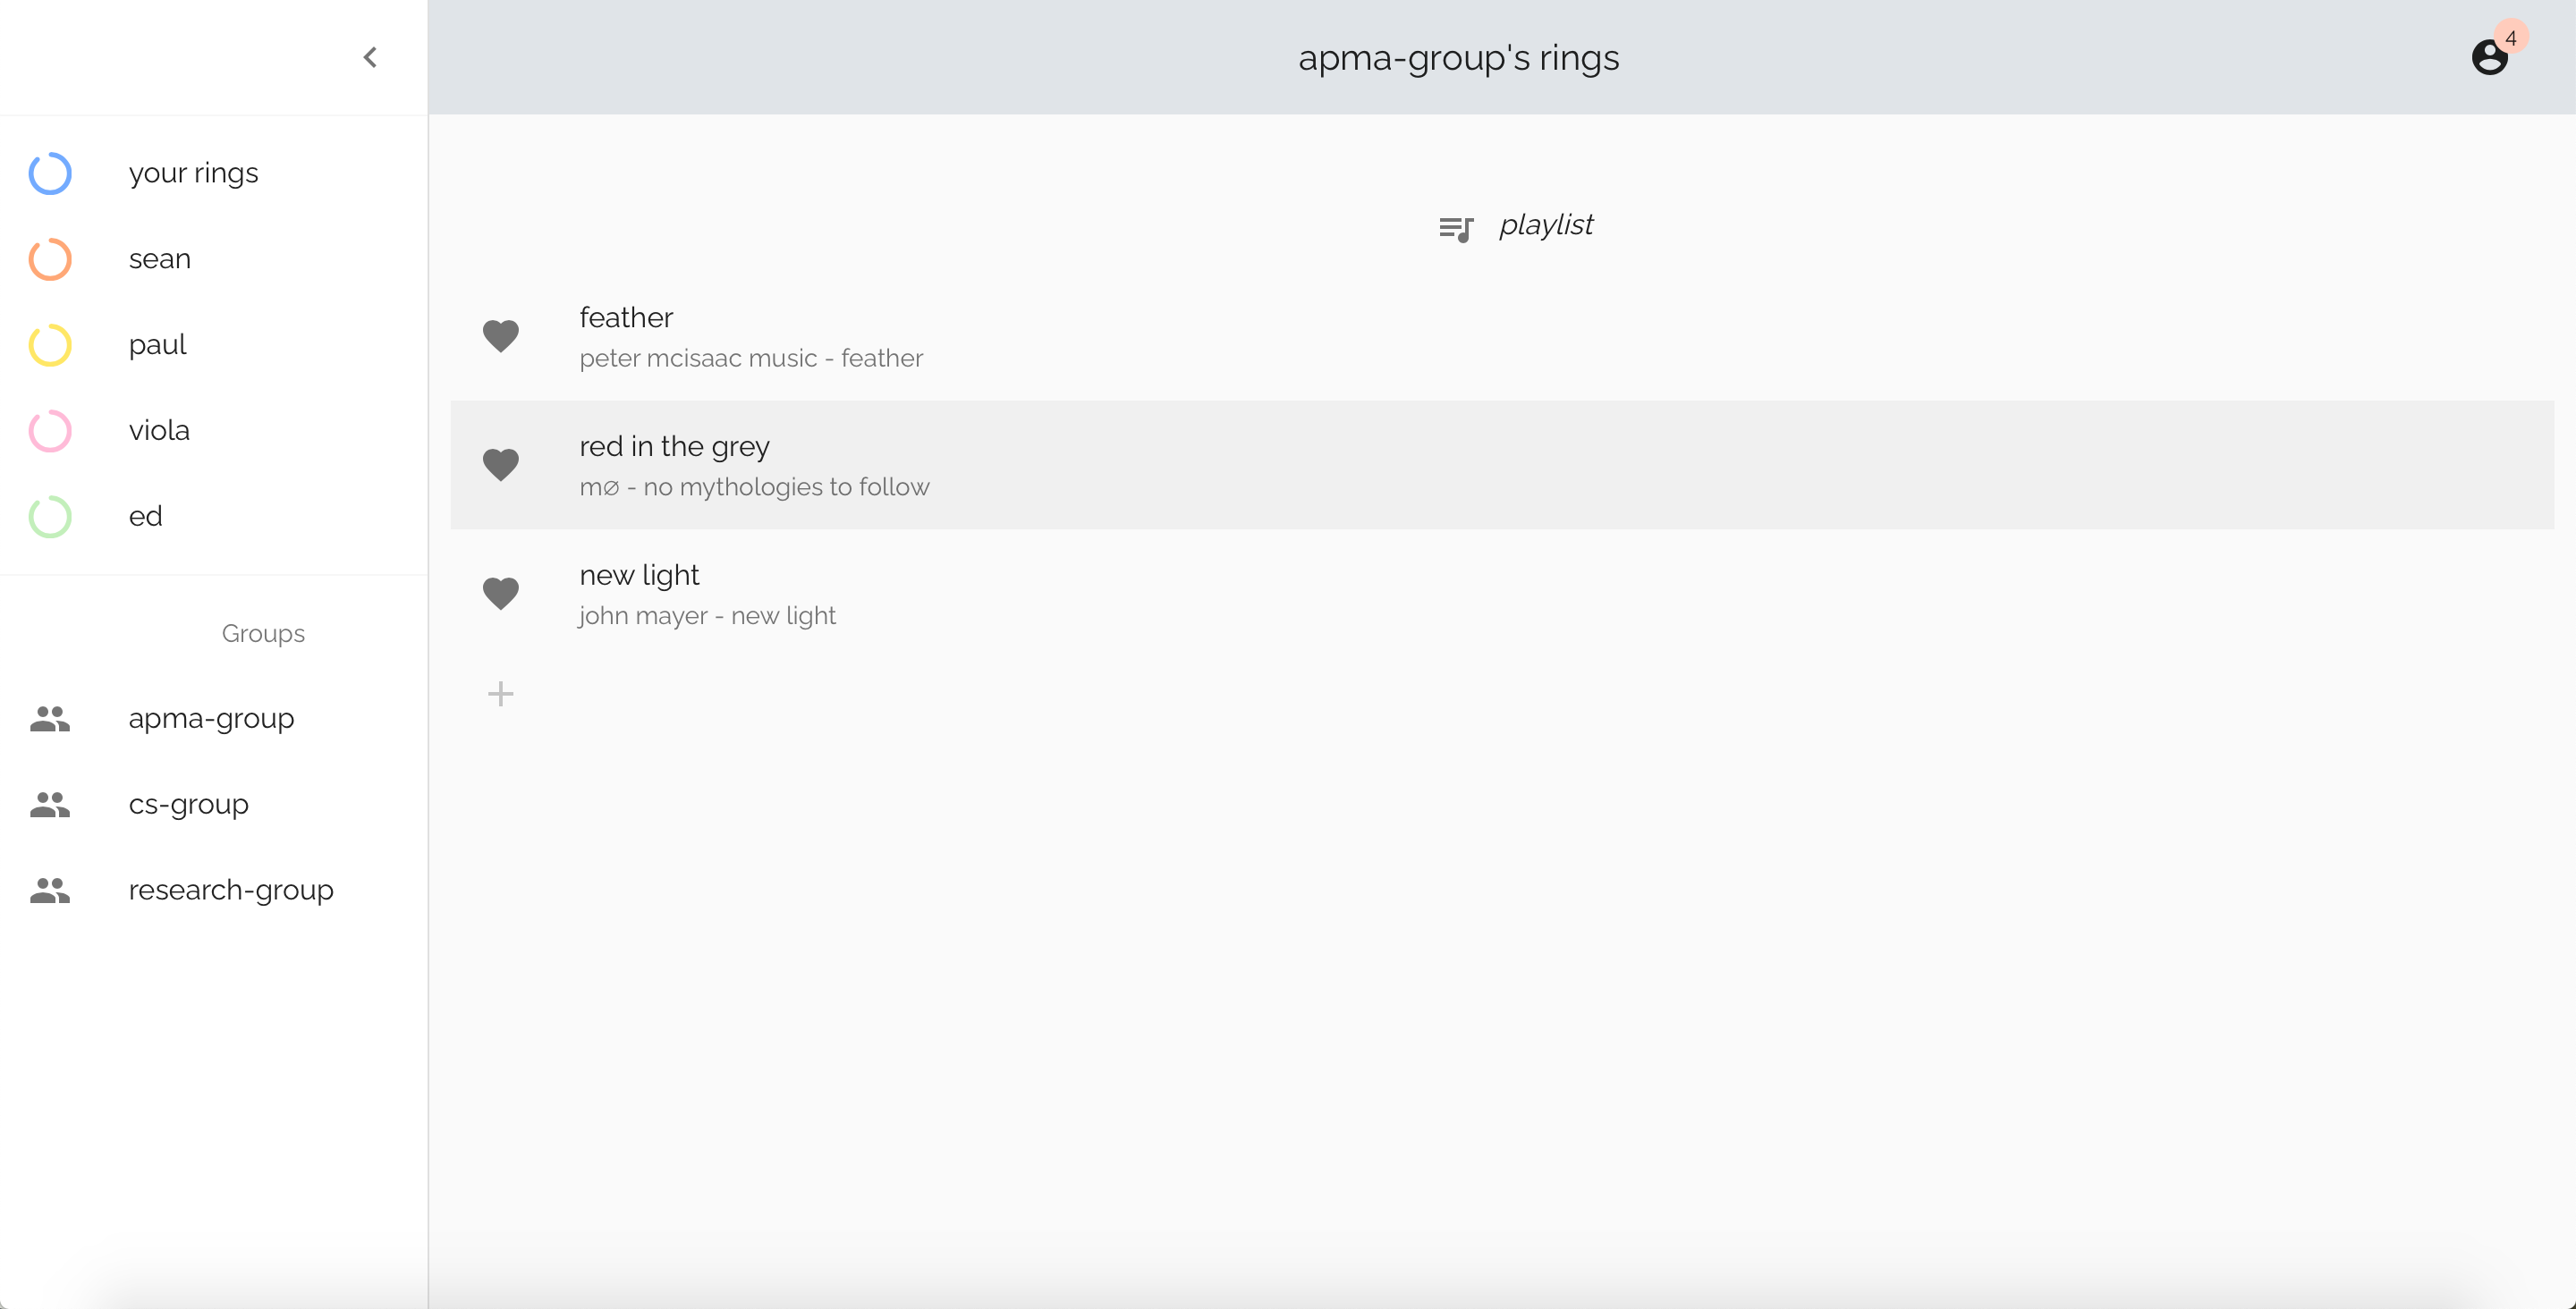 apma-group's rings
4
your rings
sean
paul
viola
ed
Groups
apma-group
cs-group
research-group
playlist
feather
peter mcisaac music - feather
red in the grey
mø - no mythologies to follow
new light
john mayer - new light